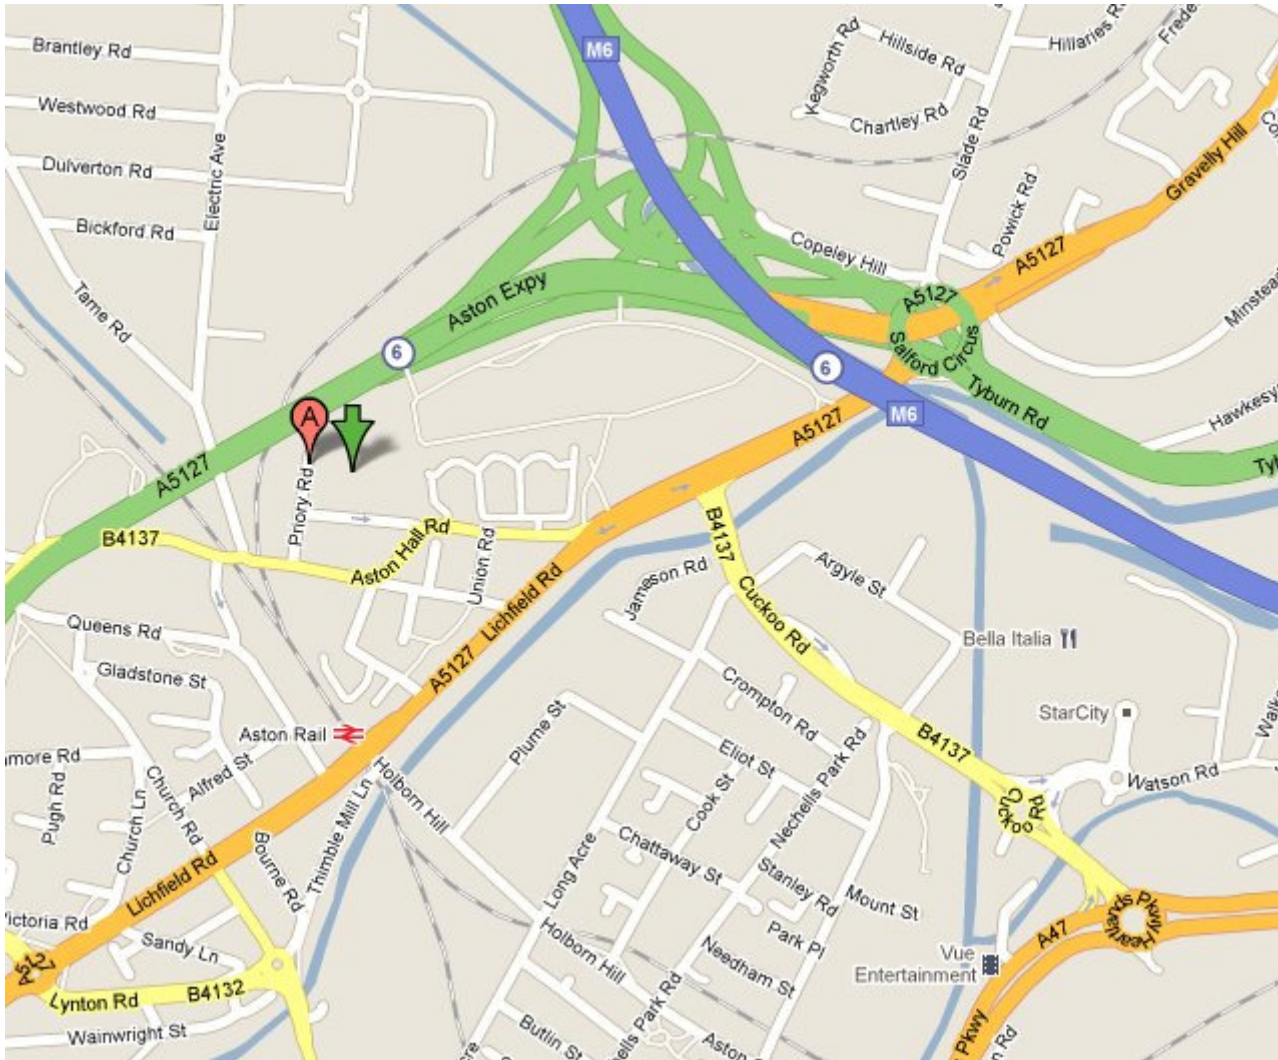 M6
Brantley Rd
Hillside Rd
Hillaries Rd
Kegworth Rd
Westwood Rd
Chartley Rd
Slade Rd
Gravelly Hill
Electric Ave
Dulverton Rd
Bickford Rd
Powick Rd
Copeley Hill
A5127
Tame Rd
Aston Expy
A5127
Salford Circus
6
6
Tyburn Rd
M6
A
A5127
A5127
Priory Rd
B4137
Aston Hall Rd
Union Rd
B4137
Lichfield Rd
Jameson Rd
Argyle St
Cuckoo Rd
Queens Rd
Bella Italia
Gladstone St
A5127
Crompton Rd
StarCity
Plume St
Aston Rail
B4137
Eliot St
Nechells Park Rd
Watson Rd
Alfred St
Holborn Hill
Cook St
Cuckoo Rd
Pugh Rd
Church Ln
Church Rd
Thimble Mill Ln
Chattaway St
Long Acre
Stanley Rd
Mount St
Bourne Rd
Lichfield Rd
Heartlands Pkwy
A47
Victoria Rd
Sandy Ln
Holborn Hill
Park Pl
Needham St
Vue
Entertainment
Lynton Rd
B4132
Wainwright St
Butlin St
Pkwy